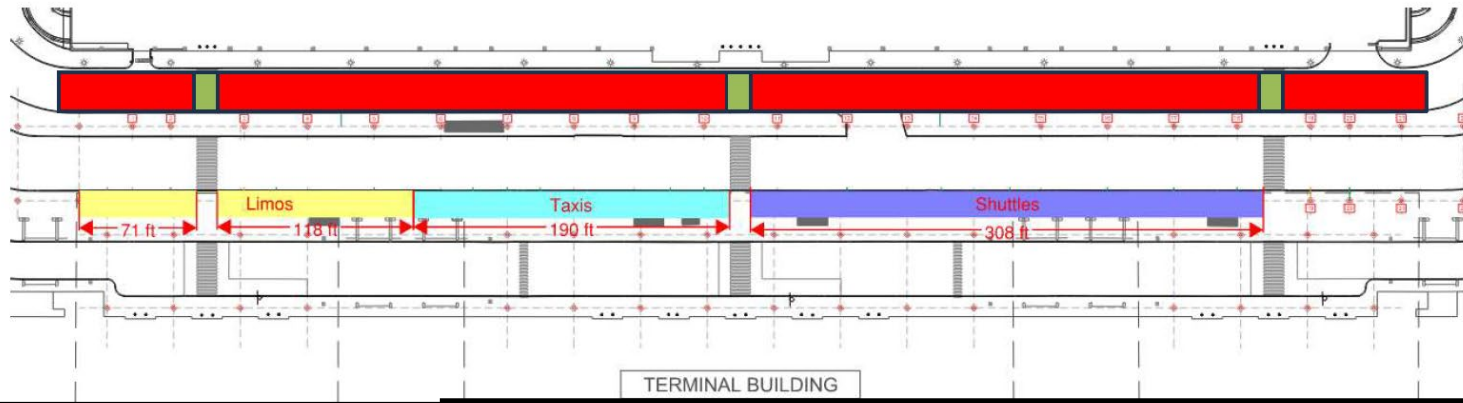 Limos
Taxis
Shuttles
71 ft
118 ft
190 ft
308 ft
TERMINAL BUILDING